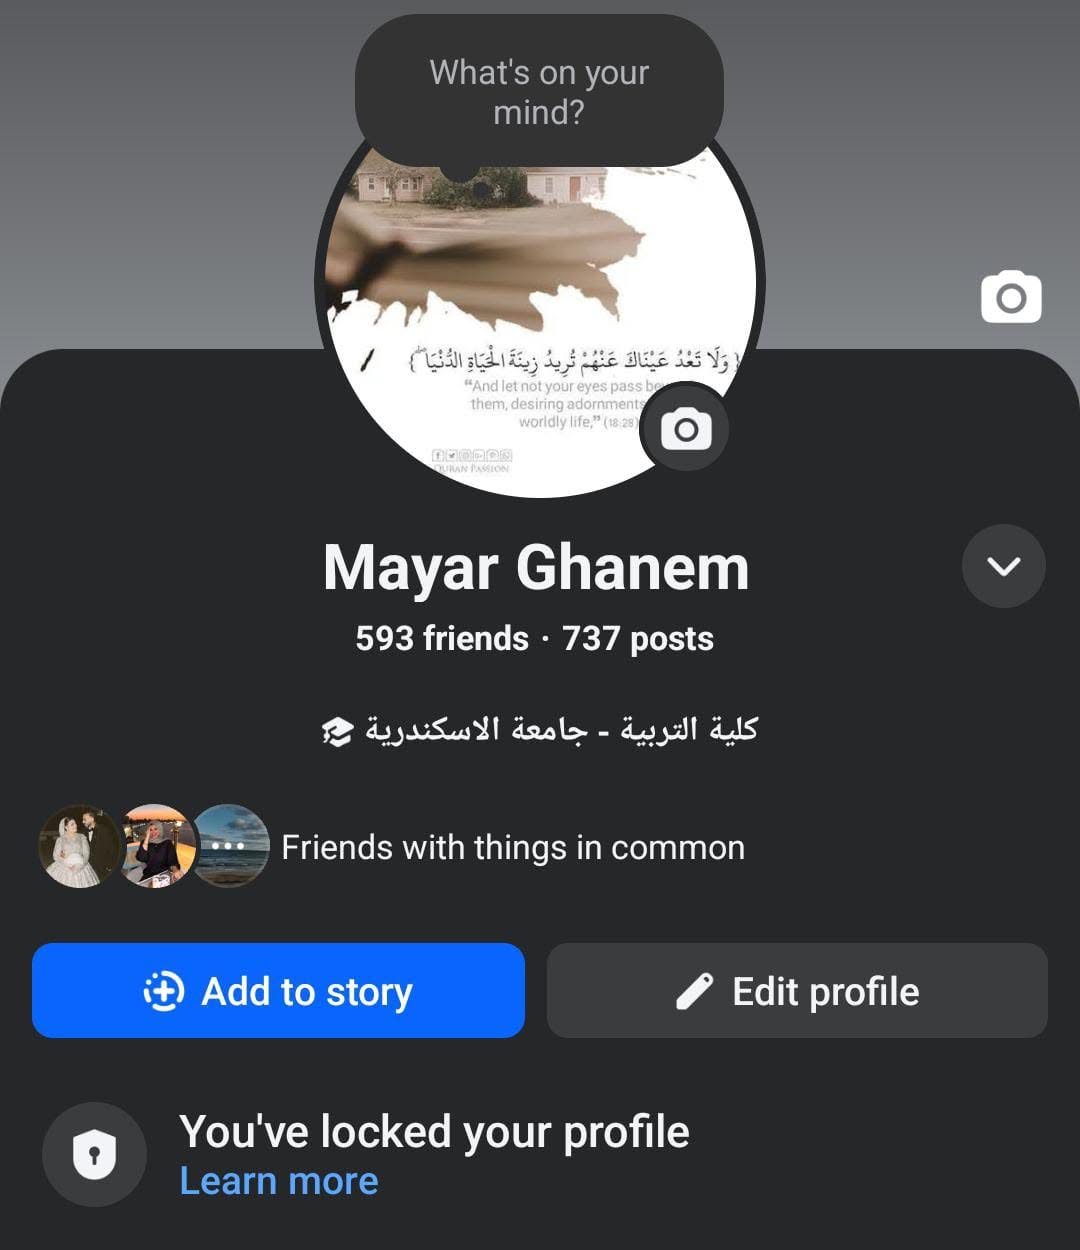 What's on your
mind?
{ وَلَا تَعْدُ عَيْنَاكَ عَنْهُمْ تُرِيدُ زِينَةَ الْحَيَاةِ الدُّنْيَا ۖ }
“And let not your eyes pass
them, desiring adornments
worldly life,” (18:28)
QURAN PASSION
Mayar Ghanem
593 friends · 737 posts
كلية التربية - جامعة الاسكندرية
Friends with things in common
Add to story
Edit profile
You've locked your profile
Learn more